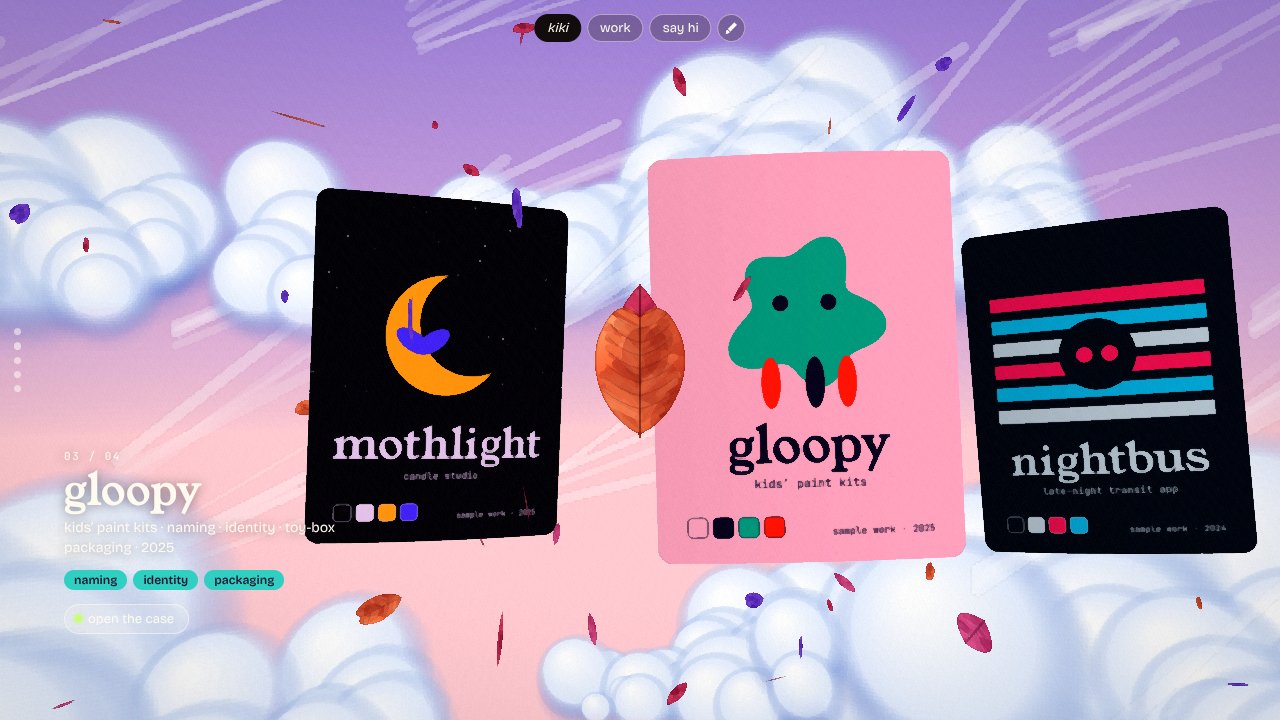 kiki
work
say hi
mothlight
candle studio
sample work · 2025
gloopy
kids' paint kits
sample work · 2025
nightbus
late-night transit app
sample work · 2024
03 / 04
gloopy
kids' paint kits · naming · identity · toy-box
packaging · 2025
naming
identity
packaging
open the case